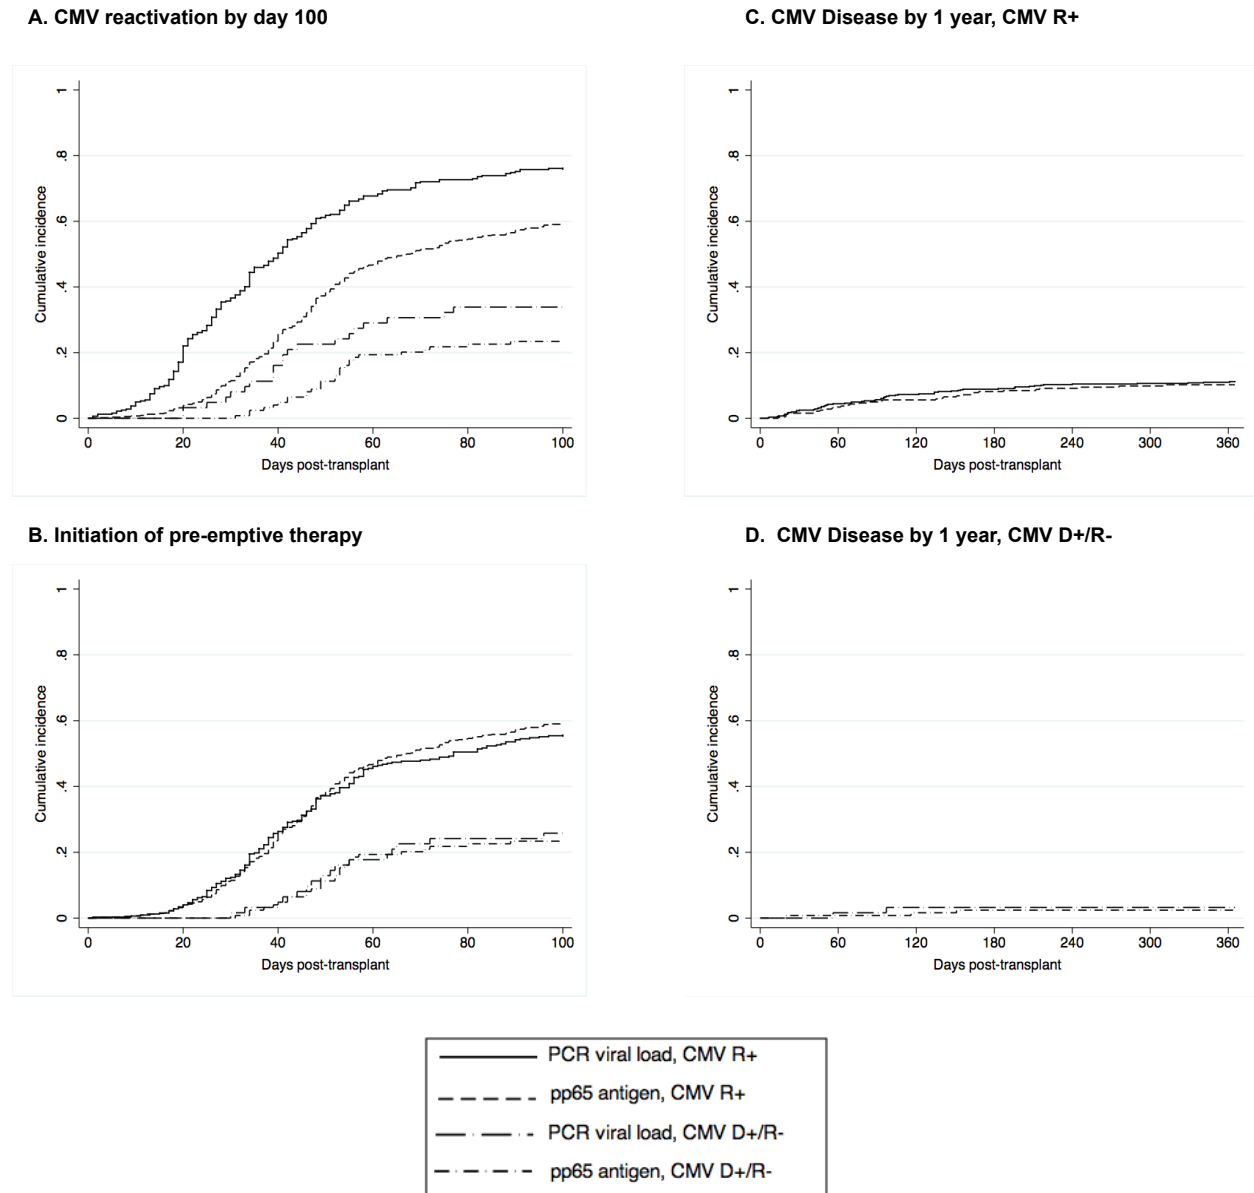 A. CMV reactivation by day 100
1
.8
.6
.4
.2
0
Cumulative incidence
0 20 40 60 80 100
Days post-transplant
C. CMV Disease by 1 year, CMV R+
1
.8
.6
.4
.2
0
Cumulative incidence
0 60 120 180 240 300 360
Days post-transplant
B. Initiation of pre-emptive therapy
1
.8
.6
.4
.2
0
Cumulative incidence
0 20 40 60 80 100
Days post-transplant
D. CMV Disease by 1 year, CMV D+/R-
1
.8
.6
.4
.2
0
Cumulative incidence
0 60 120 180 240 300 360
Days post-transplant
PCR viral load, CMV R+
pp65 antigen, CMV R+
PCR viral load, CMV D+/R-
pp65 antigen, CMV D+/R-